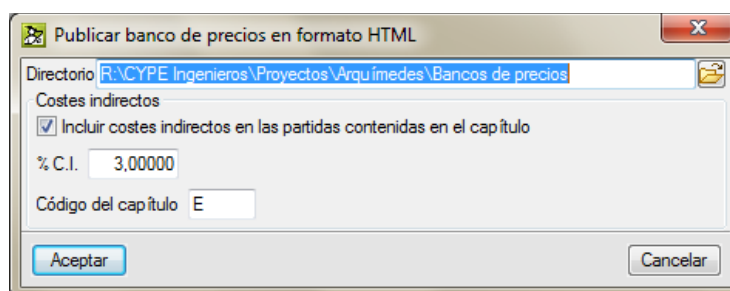 Publicar banco de precios en formato HTML
Directorio R:\CYPE Ingenieros\Proyectos\Arquímedes\Bancos de precios
Costes indirectos
Incluir costes indirectos en las partidas contenidas en el capítulo
% C.I. 3,00000
Código del capítulo E
Aceptar Cancelar